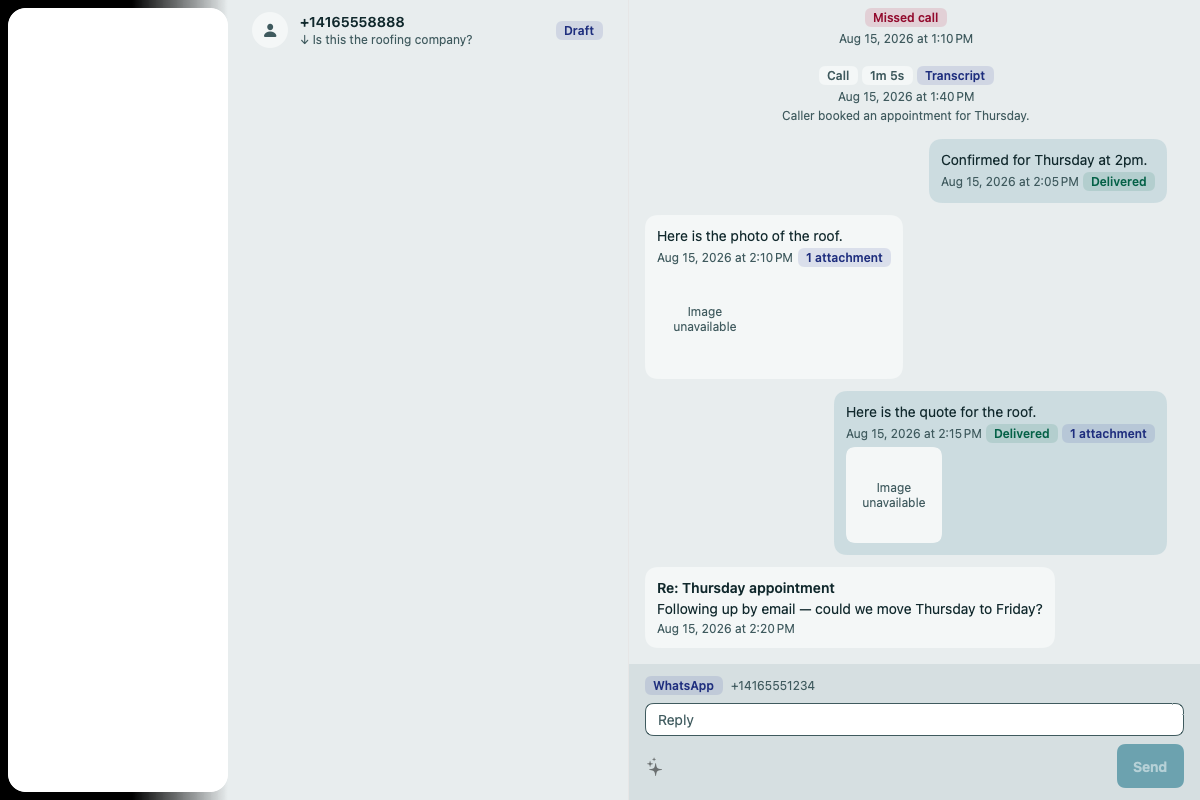 +14165558888
↓ Is this the roofing company?
Draft
Missed call
Aug 15, 2026 at 1:10 PM
Call 1m 5s Transcript
Aug 15, 2026 at 1:40 PM
Caller booked an appointment for Thursday.
Confirmed for Thursday at 2pm.
Aug 15, 2026 at 2:05 PM Delivered
Here is the photo of the roof.
Aug 15, 2026 at 2:10 PM 1 attachment
Image
unavailable
Here is the quote for the roof.
Aug 15, 2026 at 2:15 PM Delivered 1 attachment
Image
unavailable
Re: Thursday appointment
Following up by email — could we move Thursday to Friday?
Aug 15, 2026 at 2:20 PM
WhatsApp +14165551234
Reply
Send